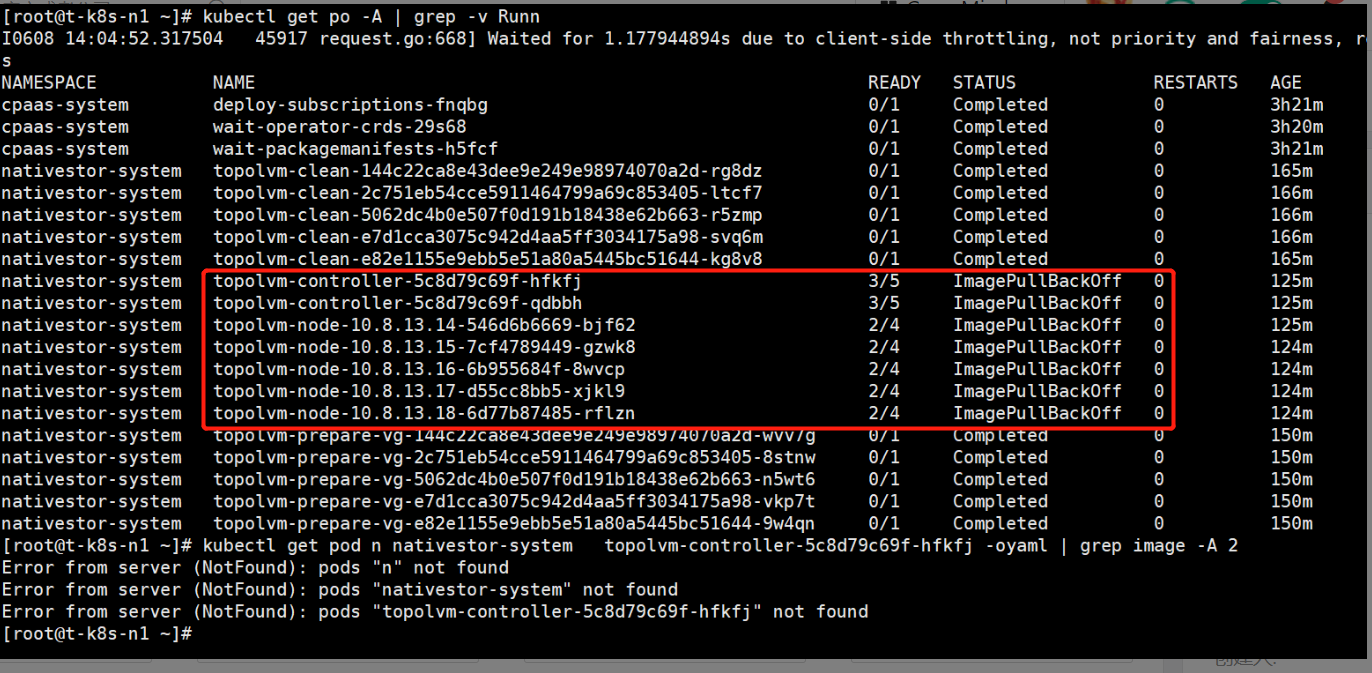 [root@t-k8s-n1 ~]# kubectl get po -A | grep -v Runn
I0608 14:04:52.317504   45917 request.go:668] Waited for 1.177944894s due to client-side throttling, not priority and fairness, re
s
NAMESPACE NAME READY STATUS RESTARTS AGE
cpaas-system deploy-subscriptions-fnqbg 0/1 Completed 0 3h21m
cpaas-system wait-operator-crds-29s68 0/1 Completed 0 3h20m
cpaas-system wait-packagemanifests-h5fcf 0/1 Completed 0 3h21m
nativestor-system topolvm-clean-144c22ca8e43dee9e249e98974070a2d-rg8dz 0/1 Completed 0 165m
nativestor-system topolvm-clean-2c751eb54cce5911464799a69c853405-ltcf7 0/1 Completed 0 166m
nativestor-system topolvm-clean-5062dc4b0e507f0d191b18438e62b663-r5zmp 0/1 Completed 0 166m
nativestor-system topolvm-clean-e7d1cca3075c942d4aa5ff3034175a98-svq6m 0/1 Completed 0 166m
nativestor-system topolvm-clean-e82e1155e9ebb5e51a80a5445bc51644-kg8v8 0/1 Completed 0 165m
nativestor-system topolvm-controller-5c8d79c69f-hfkfj 3/5 ImagePullBackOff 0 125m
nativestor-system topolvm-controller-5c8d79c69f-qdbbh 3/5 ImagePullBackOff 0 125m
nativestor-system topolvm-node-10.8.13.14-546d6b6669-bjf62 2/4 ImagePullBackOff 0 125m
nativestor-system topolvm-node-10.8.13.15-7cf4789449-gzwk8 2/4 ImagePullBackOff 0 124m
nativestor-system topolvm-node-10.8.13.16-6b955684f-8wvcp 2/4 ImagePullBackOff 0 124m
nativestor-system topolvm-node-10.8.13.17-d55cc8bb5-xjkl9 2/4 ImagePullBackOff 0 124m
nativestor-system topolvm-node-10.8.13.18-6d77b87485-rflzn 2/4 ImagePullBackOff 0 124m
nativestor-system topolvm-prepare-vg-144c22ca8e43dee9e249e98974070a2d-wvv7g 0/1 Completed 0 150m
nativestor-system topolvm-prepare-vg-2c751eb54cce5911464799a69c853405-8stnw 0/1 Completed 0 150m
nativestor-system topolvm-prepare-vg-5062dc4b0e507f0d191b18438e62b663-n5wt6 0/1 Completed 0 150m
nativestor-system topolvm-prepare-vg-e7d1cca3075c942d4aa5ff3034175a98-vkp7t 0/1 Completed 0 150m
nativestor-system topolvm-prepare-vg-e82e1155e9ebb5e51a80a5445bc51644-9w4qn 0/1 Completed 0 150m
[root@t-k8s-n1 ~]# kubectl get pod n nativestor-system   topolvm-controller-5c8d79c69f-hfkfj -oyaml | grep image -A 2
Error from server (NotFound): pods "n" not found
Error from server (NotFound): pods "nativestor-system" not found
Error from server (NotFound): pods "topolvm-controller-5c8d79c69f-hfkfj" not found
[root@t-k8s-n1 ~]#